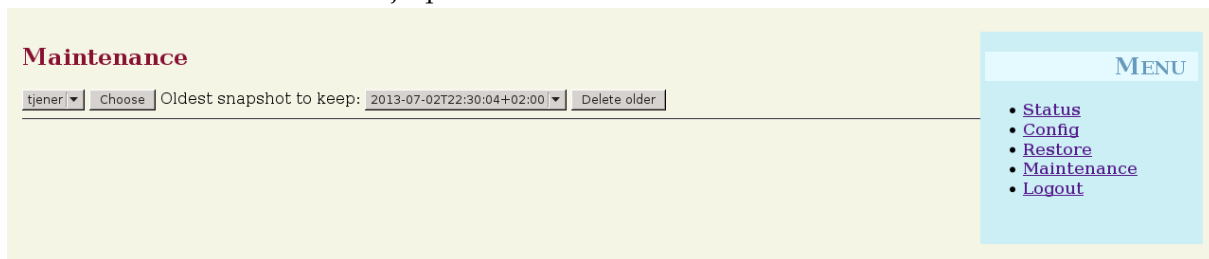 Maintenance
tjener Choose Oldest snapshot to keep: 2013-07-02T22:30:04+02:00 Delete older
MENU
• Status
• Config
• Restore
• Maintenance
• Logout